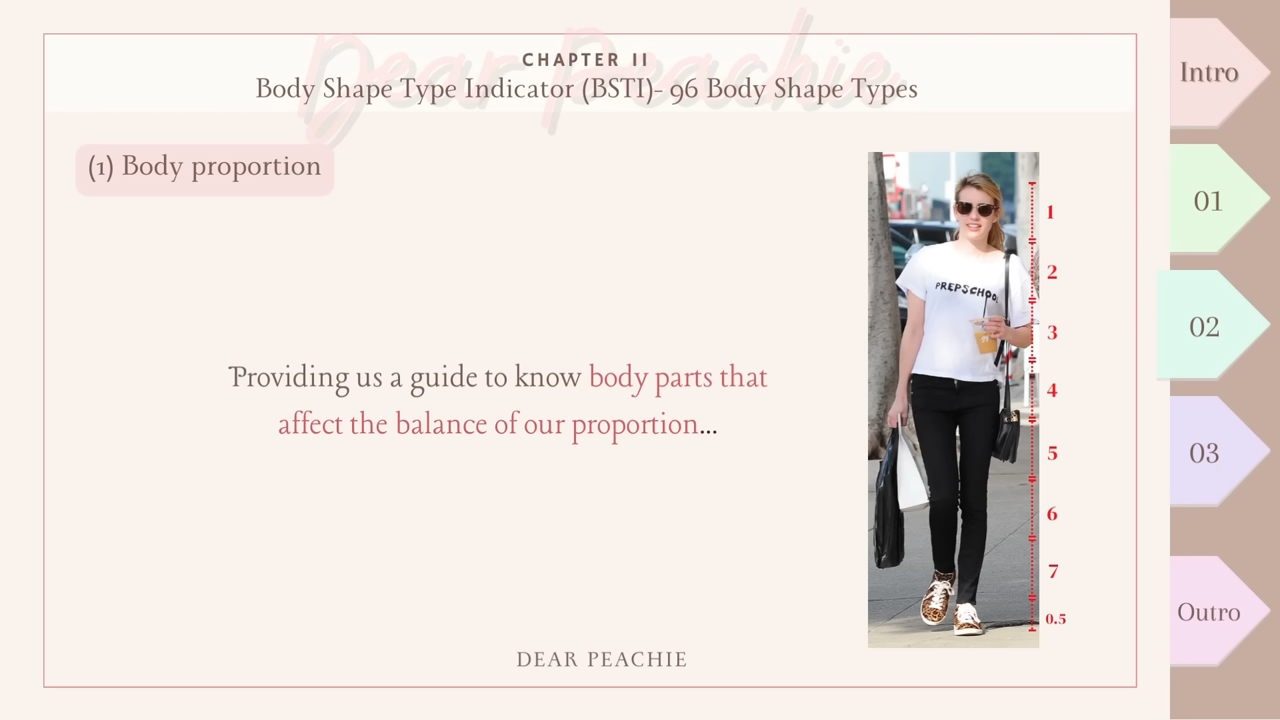 Dear Peachie
CHAPTER II
Body Shape Type Indicator (BSTI)- 96 Body Shape Types
(1) Body proportion
Providing us a guide to know body parts that
affect the balance of our proportion...
PREPSCHOOL
1
2
3
4
5
6
7
0.5
DEAR PEACHIE
Intro
01
02
03
Outro